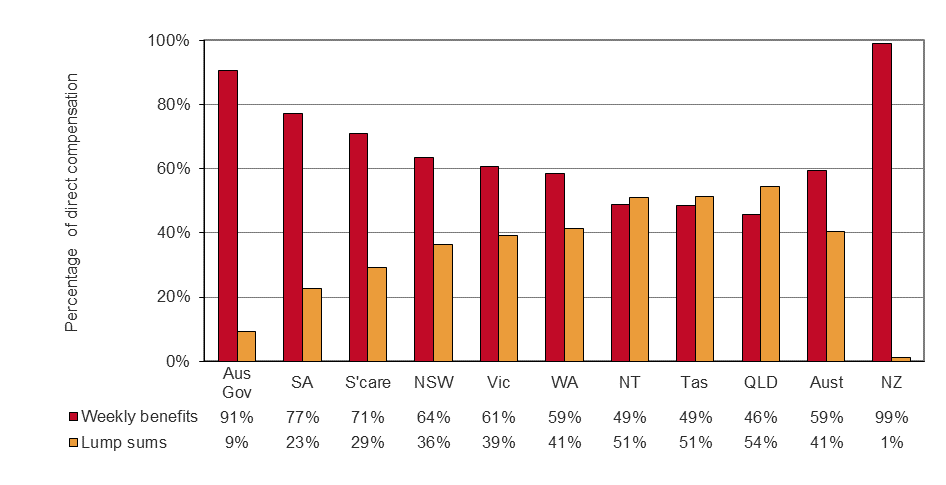 100%
80%
60%
40%
20%
0%
Percentage of direct compensation
Aus Gov SA S'care NSW Vic WA NT Tas QLD Aust NZ
Weekly benefits 91% 77% 71% 64% 61% 59% 49% 49% 46% 59% 99%
Lump sums 9% 23% 29% 36% 39% 41% 51% 51% 54% 41% 1%